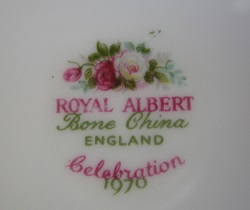 ROYAL ALBERT
Bone China
ENGLAND
Celebration
1970